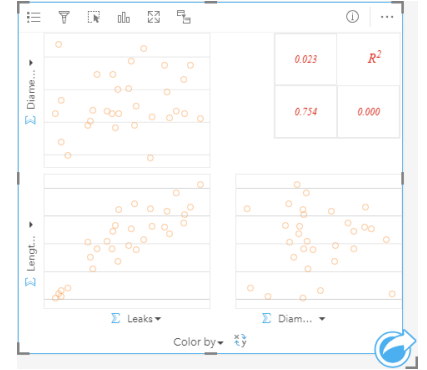 Diame...
0.023 R²
0.754 0.000
Lengt...
Σ Leaks
Σ Diam...
Color by